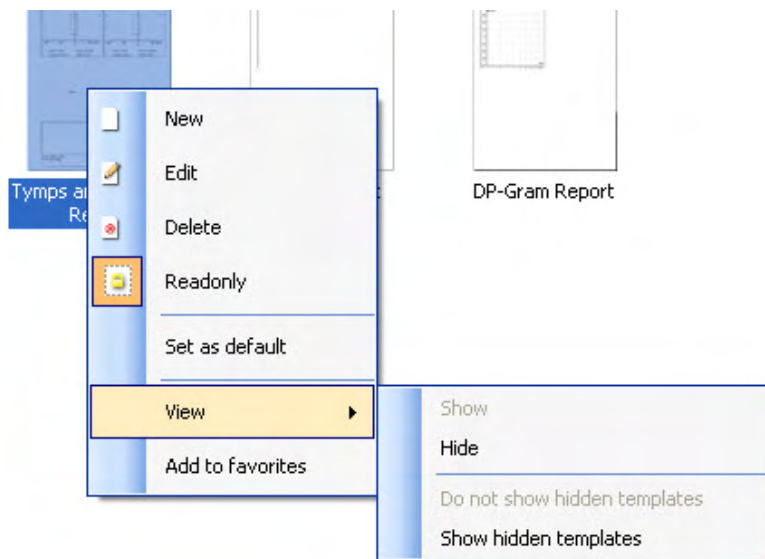 Tymps a
Re
DP-Gram Report
New
Edit
Delete
Readonly
Set as default
View
Add to favorites
Show
Hide
Do not show hidden templates
Show hidden templates